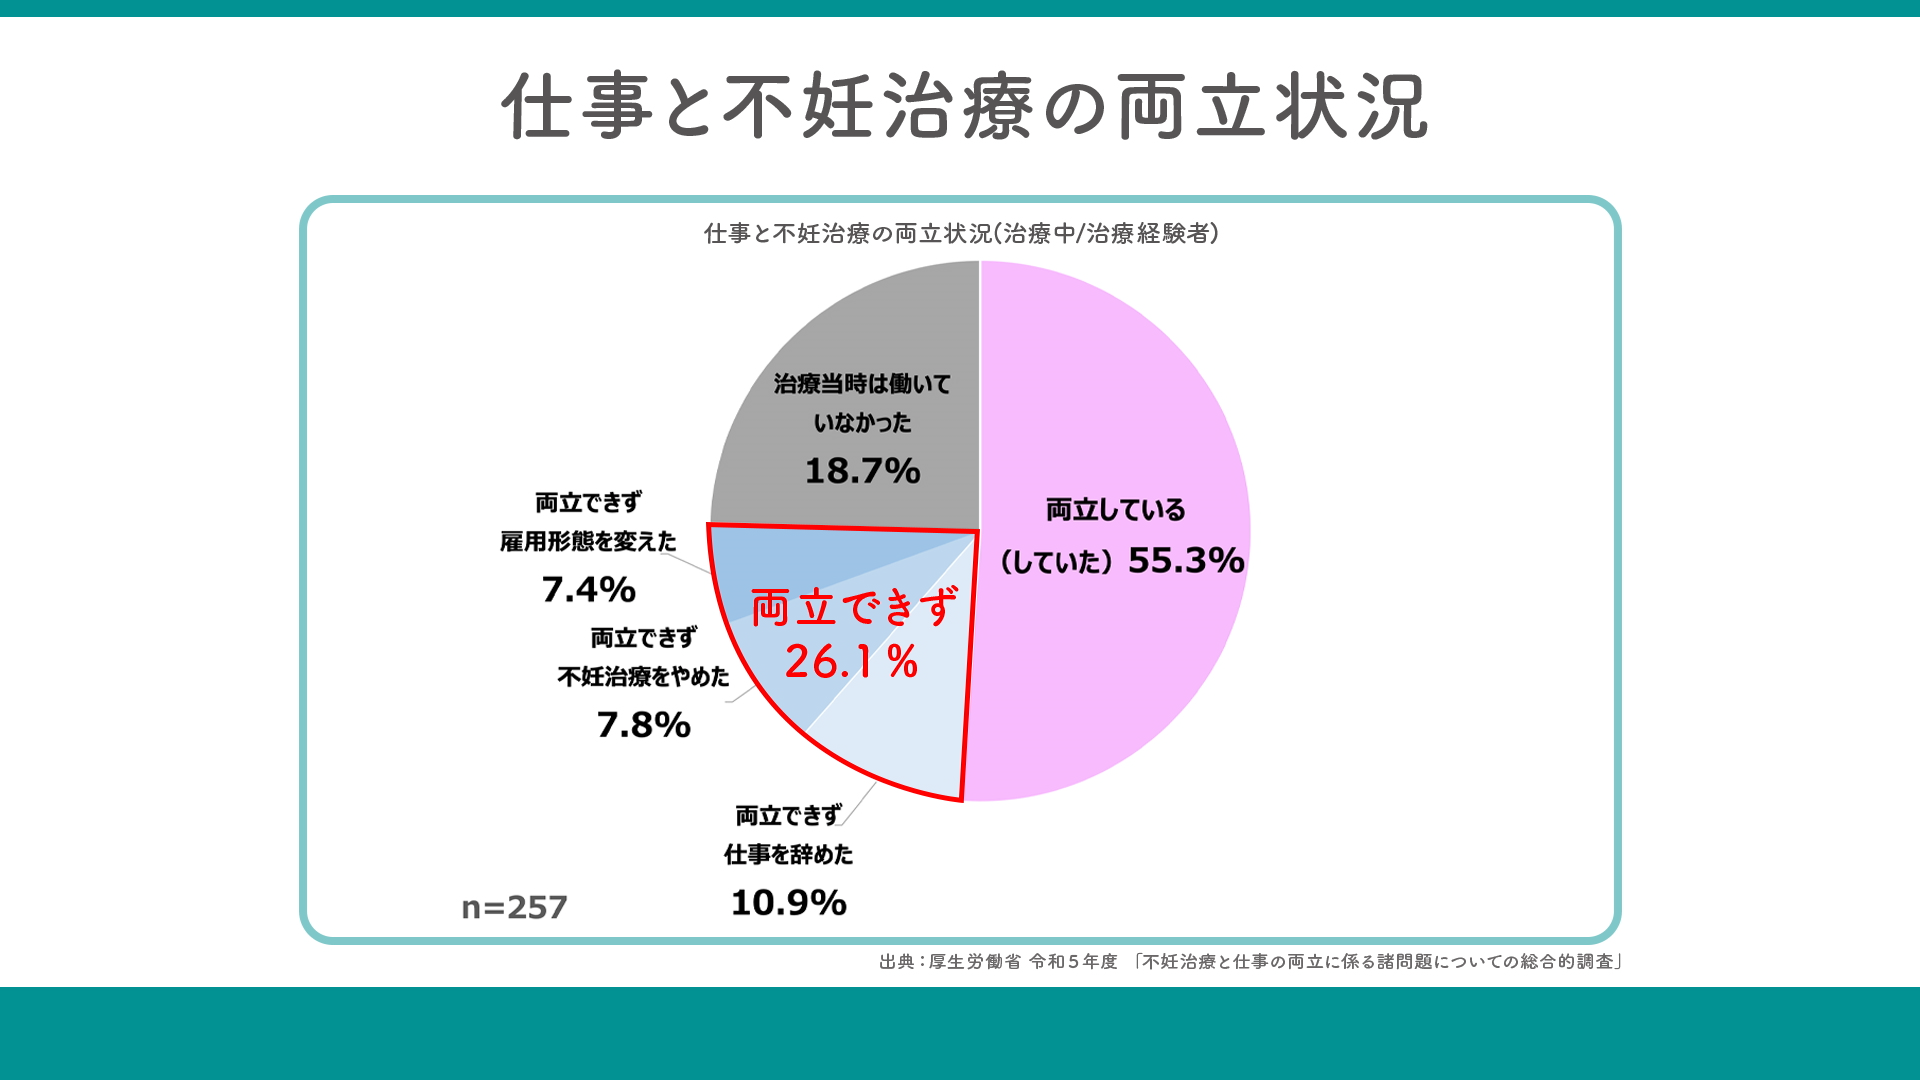 仕事と不妊治療の両立状況
仕事と不妊治療の両立状況(治療中/治療経験者)
治療当時は働いて
いなかった
18.7%
両立している
（していた）55.3%
両立できず
雇用形態を変えた
7.4%
両立できず
26.1%
両立できず
不妊治療をやめた
7.8%
両立できず
仕事を辞めた
10.9%
n=257
出典：厚生労働省 令和５年度 「不妊治療と仕事の両立に係る諸問題についての総合的調査」